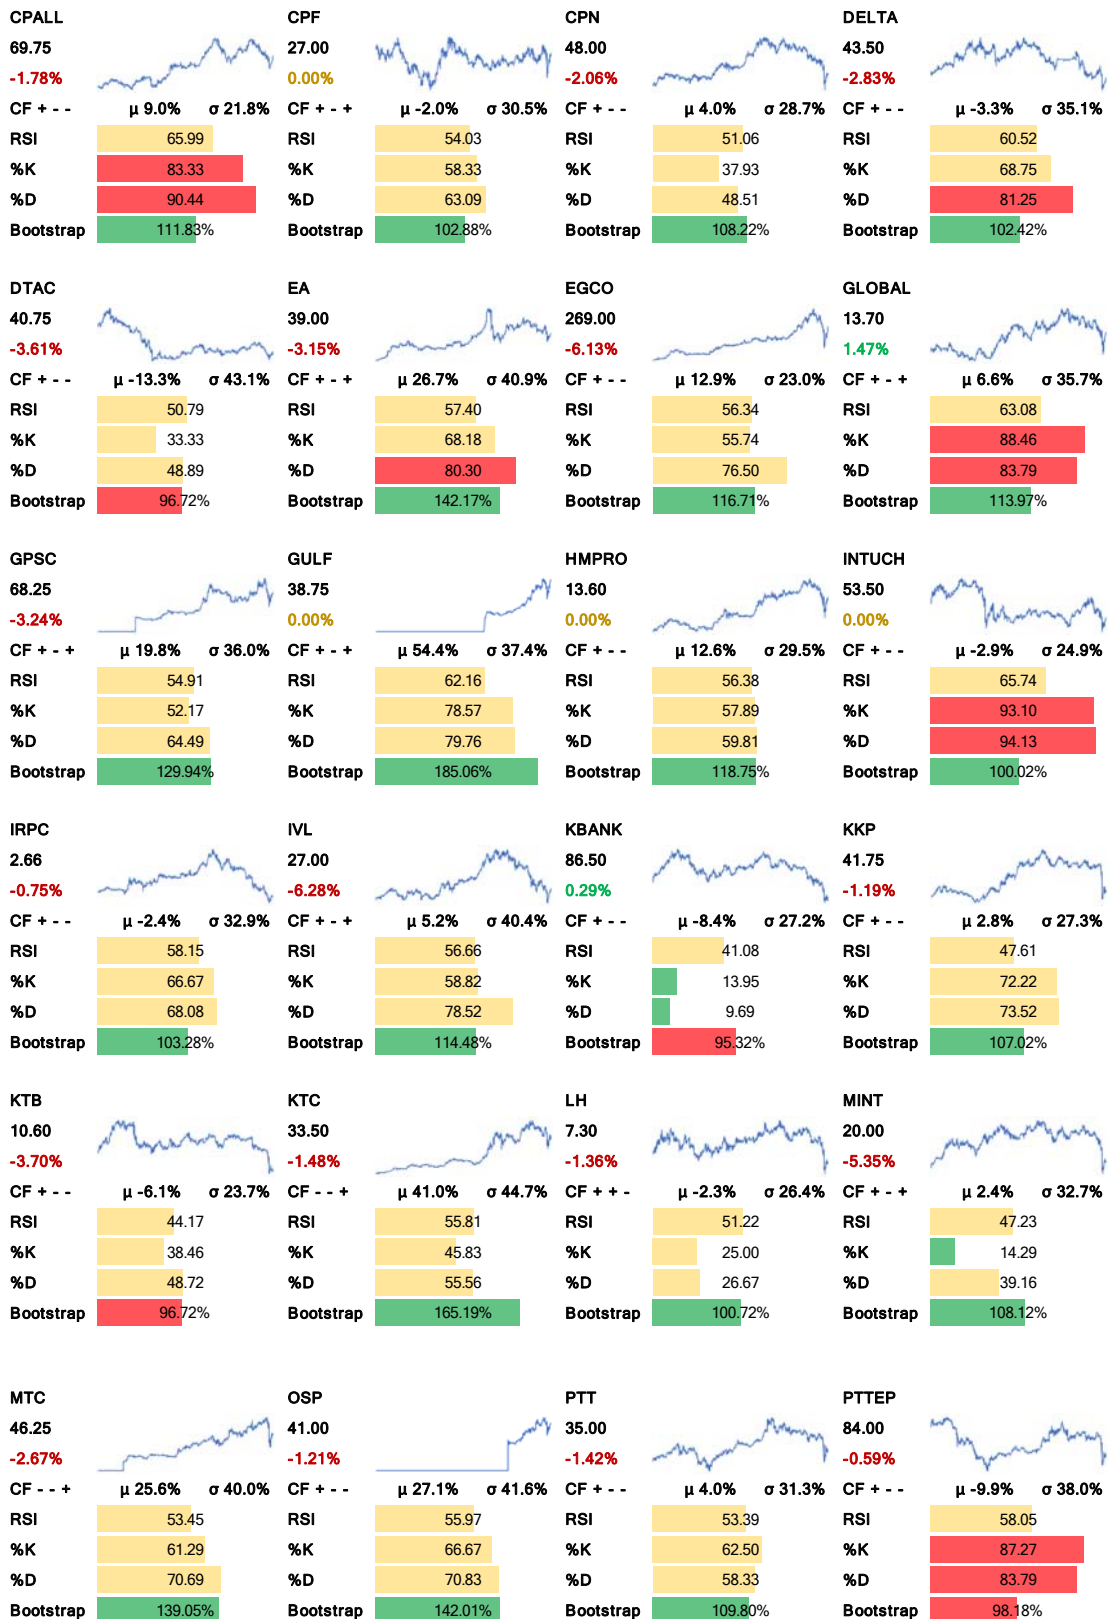 CPALL CPF CPN DELTA
69.75 27.00 48.00 43.50
-1.78% 0.00% -2.06% -2.83%
CF + - - μ 9.0% σ 21.8% CF + - + μ -2.0% σ 30.5% CF + - - μ 4.0% σ 28.7% CF + - - μ -3.3% σ 35.1%
RSI 65.99 RSI 54.03 RSI 51.06 RSI 60.52
%K 83.33 %K 58.33 %K 37.93 %K 68.75
%D 90.44 %D 63.09 %D 48.51 %D 81.25
Bootstrap 111.83% Bootstrap 102.88% Bootstrap 108.22% Bootstrap 102.42%
DTAC EA EGCO GLOBAL
40.75 39.00 269.00 13.70
-3.61% -3.15% -6.13% 1.47%
CF + - - μ -13.3% σ 43.1% CF + - + μ 26.7% σ 40.9% CF + - - μ 12.9% σ 23.0% CF + - + μ 6.6% σ 35.7%
RSI 50.79 RSI 57.40 RSI 56.34 RSI 63.08
%K 33.33 %K 68.18 %K 55.74 %K 88.46
%D 48.89 %D 80.30 %D 76.50 %D 83.79
Bootstrap 96.72% Bootstrap 142.17% Bootstrap 116.71% Bootstrap 113.97%
GPSC GULF HMPRO INTUCH
68.25 38.75 13.60 53.50
-3.24% 0.00% 0.00% 0.00%
CF + - + μ 19.8% σ 36.0% CF + - + μ 54.4% σ 37.4% CF + - - μ 12.6% σ 29.5% CF + - - μ -2.9% σ 24.9%
RSI 54.91 RSI 62.16 RSI 56.38 RSI 65.74
%K 52.17 %K 78.57 %K 57.89 %K 93.10
%D 64.49 %D 79.76 %D 59.81 %D 94.13
Bootstrap 129.94% Bootstrap 185.06% Bootstrap 118.75% Bootstrap 100.02%
IRPC IVL KBANK KKP
2.66 27.00 86.50 41.75
-0.75% -6.28% 0.29% -1.19%
CF + - - μ -2.4% σ 32.9% CF + - + μ 5.2% σ 40.4% CF + - - μ -8.4% σ 27.2% CF + - - μ 2.8% σ 27.3%
RSI 58.15 RSI 56.66 RSI 41.08 RSI 47.61
%K 66.67 %K 58.82 %K 13.95 %K 72.22
%D 68.08 %D 78.52 %D 9.69 %D 73.52
Bootstrap 103.28% Bootstrap 114.48% Bootstrap 95.32% Bootstrap 107.02%
KTB KTC LH MINT
10.60 33.50 7.30 20.00
-3.70% -1.48% -1.36% -5.35%
CF + - - μ -6.1% σ 23.7% CF - - + μ 41.0% σ 44.7% CF + + - μ -2.3% σ 26.4% CF + - + μ 2.4% σ 32.7%
RSI 44.17 RSI 55.81 RSI 51.22 RSI 47.23
%K 38.46 %K 45.83 %K 25.00 %K 14.29
%D 48.72 %D 55.56 %D 26.67 %D 39.16
Bootstrap 96.72% Bootstrap 165.19% Bootstrap 100.72% Bootstrap 108.12%
MTC OSP PTT PTTEP
46.25 41.00 35.00 84.00
-2.67% -1.21% -1.42% -0.59%
CF - - + μ 25.6% σ 40.0% CF + - - μ 27.1% σ 41.6% CF + - - μ 4.0% σ 31.3% CF + - - μ -9.9% σ 38.0%
RSI 53.45 RSI 55.97 RSI 53.39 RSI 58.05
%K 61.29 %K 66.67 %K 62.50 %K 87.27
%D 70.69 %D 70.83 %D 58.33 %D 83.79
Bootstrap 139.05% Bootstrap 142.01% Bootstrap 109.80% Bootstrap 98.18%